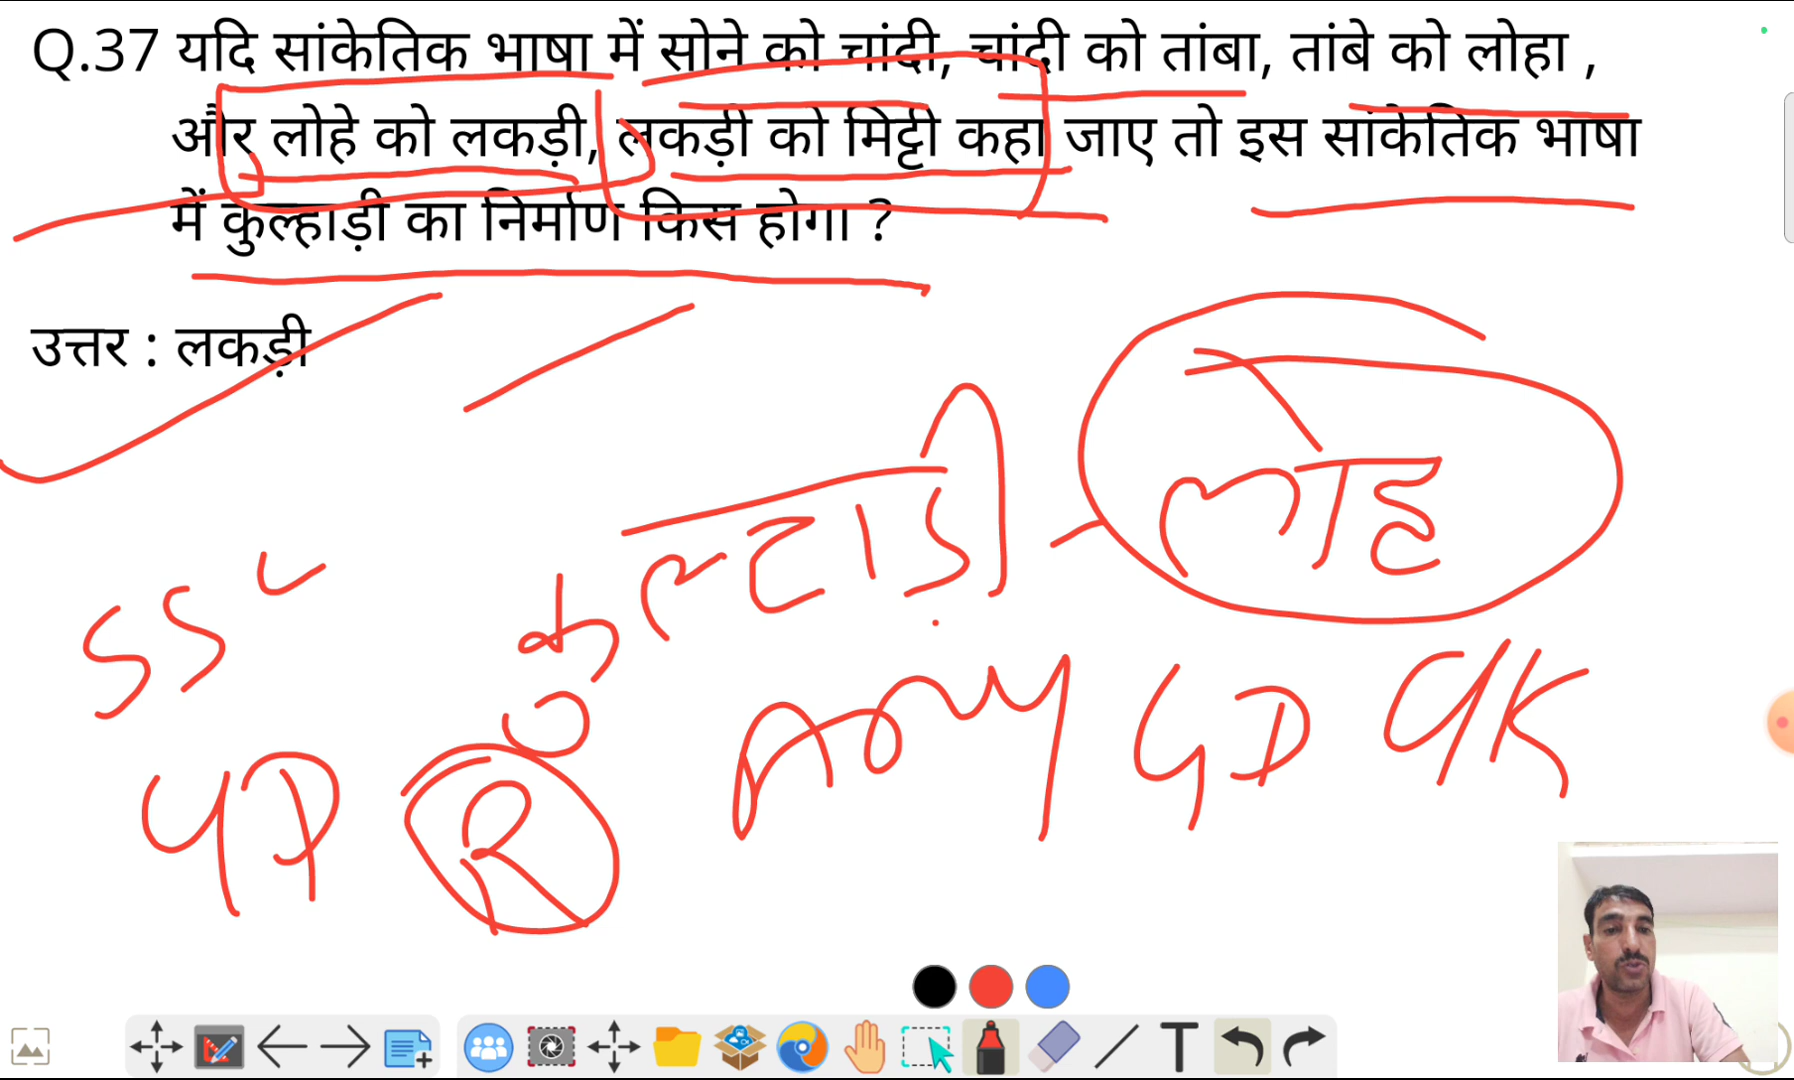 Q.37 यदि सांकेतिक भाषा में सोने को चांदी, चांदी को तांबा, तांबे को लोहा ,
और लोहे को लकड़ी, लकड़ी को मिट्टी कहा जाए तो इस सांकेतिक भाषा
में कुल्हाड़ी का निर्माण किस होगा ?
उत्तर : लकड़ी
कुल्हाड़ी - लोह
SSC
UP R Army GD UK
T